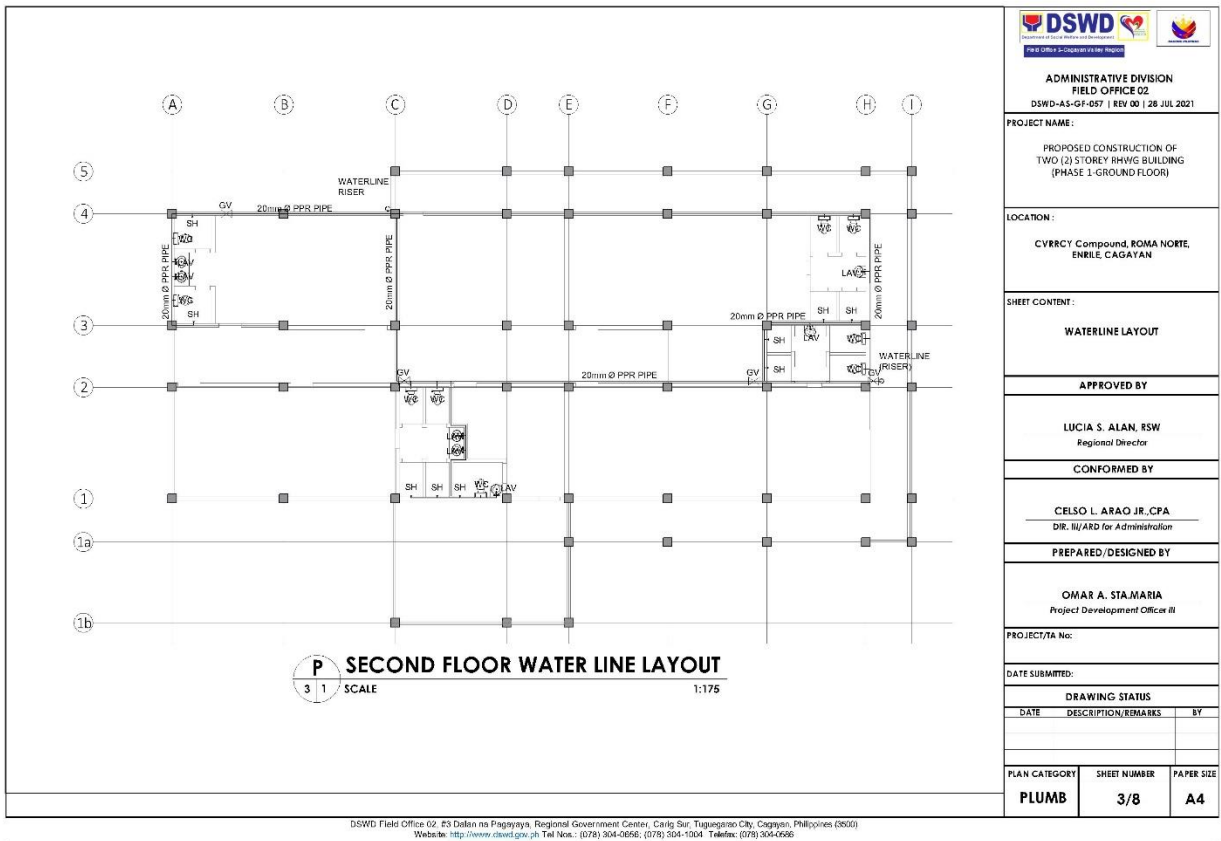 A B C D E F G H I
5
WATERLINE
RISER
4
GV
20mm Ø PPR PIPE
SH
WC
LAV
LAV
WC
SH
20mm Ø PPR PIPE
20mm Ø PPR PIPE
WC WC
LAV
SH SH
20mm Ø PPR PIPE
3
20mm Ø PPR PIPE
SH
LAV
WC
SH
WC
WATERLINE
(RISER)
GV
20mm Ø PPR PIPE
GV
GV
2
WC WC
LAV
LAV
SH SH SH WC LAV
1
1a
1b
P
3 1
SECOND FLOOR WATER LINE LAYOUT
SCALE 1:175
DSWD
Department of Social Welfare and Development
Field Office 2-Cagayan Valley Region
ADMINISTRATIVE DIVISION
FIELD OFFICE 02
DSWD-AS-GF-057 | REV 00 | 28 JUL 2021
PROJECT NAME :
PROPOSED CONSTRUCTION OF
TWO (2) STOREY RHWG BUILDING
(PHASE 1-GROUND FLOOR)
LOCATION :
CVRRCY Compound, ROMA NORTE,
ENRILE, CAGAYAN
SHEET CONTENT :
WATERLINE LAYOUT
APPROVED BY
LUCIA S. ALAN, RSW
Regional Director
CONFORMED BY
CELSO L. ARAO JR.,CPA
DIR. III/ARD for Administration
PREPARED/DESIGNED BY
OMAR A. STA.MARIA
Project Development Officer III
PROJECT/TA No:
DATE SUBMITTED:
DRAWING STATUS
DATE DESCRIPTION/REMARKS BY
PLAN CATEGORY SHEET NUMBER PAPER SIZE
PLUMB 3/8 A4
DSWD Field Office 02, #3 Dalan na Pagayaya, Regional Government Center, Carig Sur, Tuguegarao City, Cagayan, Philippines (3500)
Website: http://www.dswd.gov.ph Tel Nos.: (078) 304-0656; (078) 304-1004 Telefax: (078) 304-0586